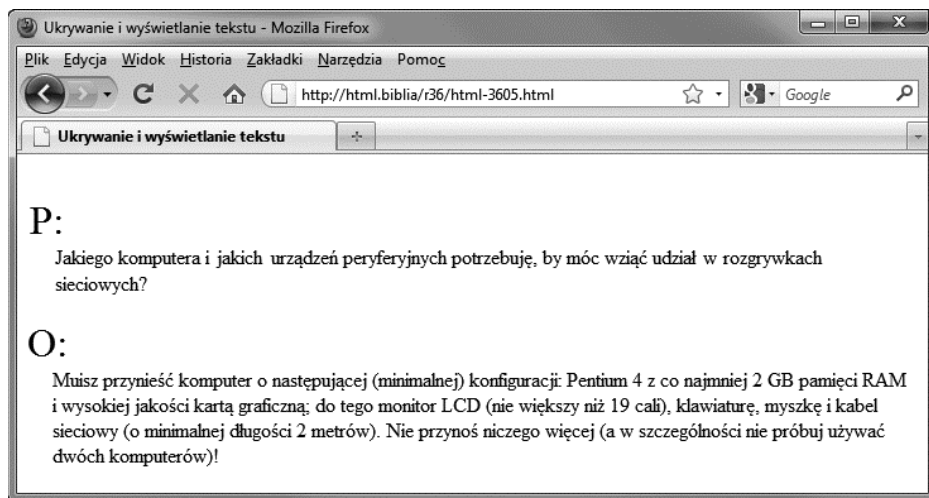 Ukrywanie i wyświetlanie tekstu - Mozilla Firefox
Plik Edycja Widok Historia Zakładki Narzędzia Pomoc
http://html.biblia/r36/html-3605.html Google
Ukrywanie i wyświetlanie tekstu
P:
Jakiego komputera i jakich urządzeń peryferyjnych potrzebuję, by móc wziąć udział w rozgrywkach
sieciowych?
O:
Muisz przynieść komputer o następującej (minimalnej) konfiguracji: Pentium 4 z co najmniej 2 GB pamięci RAM
i wysokiej jakości kartą graficzną; do tego monitor LCD (nie większy niż 19 cali), klawiaturę, myszkę i kabel
sieciowy (o minimalnej długości 2 metrów). Nie przynoś niczego więcej (a w szczególności nie próbuj używać
dwóch komputerów)!